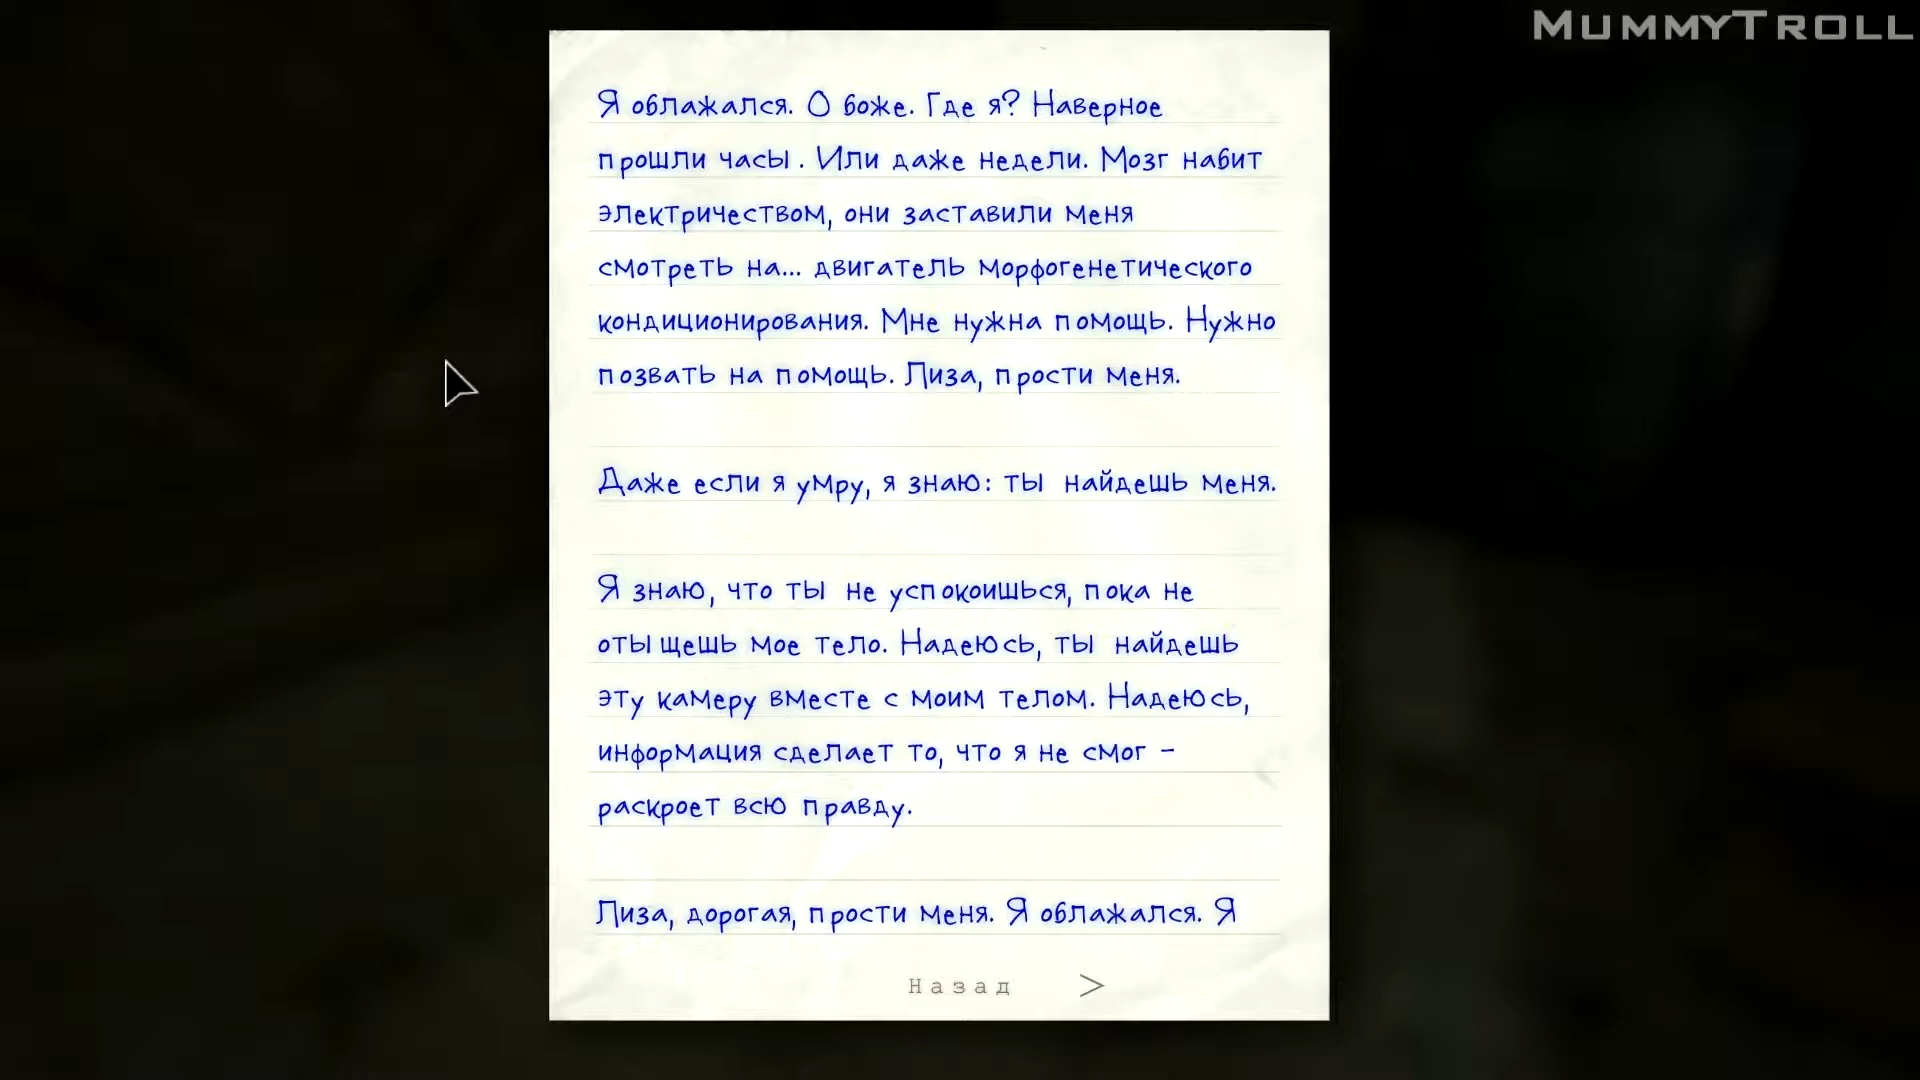 MUMMYTROLL
Я облажался. О боже. Где я? Наверное
прошли часы. Или даже недели. Мозг набит
электричеством, они заставили меня
смотреть на... двигатель морфогенетического
кондиционирования. Мне нужна помощь. Нужно
позвать на помощь. Лиза, прости меня.
Даже если я умру, я знаю: ты найдешь меня.
Я знаю, что ты не успокоишься, пока не
отыщешь мое тело. Надеюсь, ты найдешь
эту камеру вместе с моим телом. Надеюсь,
информация сделает то, что я не смог -
раскроет всю правду.
Лиза, дорогая, прости меня. Я облажался. Я
Назад >